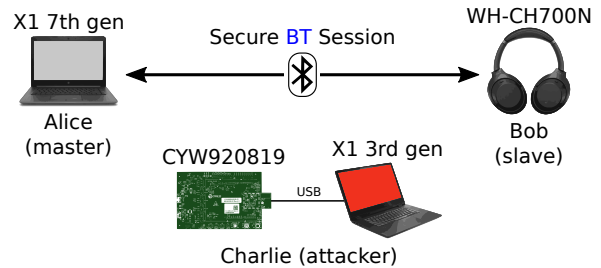 X1 7th gen
WH-CH700N
Secure BT Session
Alice
(master)
Bob
(slave)
CYW920819
X1 3rd gen
USB
Charlie (attacker)